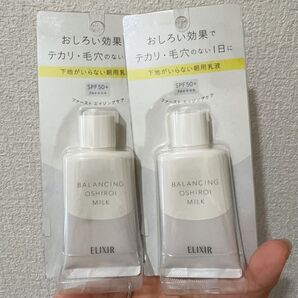 おしろい効果で
テカリ・毛穴のない
下地がいらない朝用乳
SPF50+
PA++++
ファースト エイジングケア
BALANCING
OSHIROI
MILK
ELIXIR
おしろい効果で
テカリ・毛穴のない1日に
下地がいらない朝用乳液
SPF50+
PA++++
ファースト エイジングケア
BALANCING
OSHIROI
MILK
ELIXIR